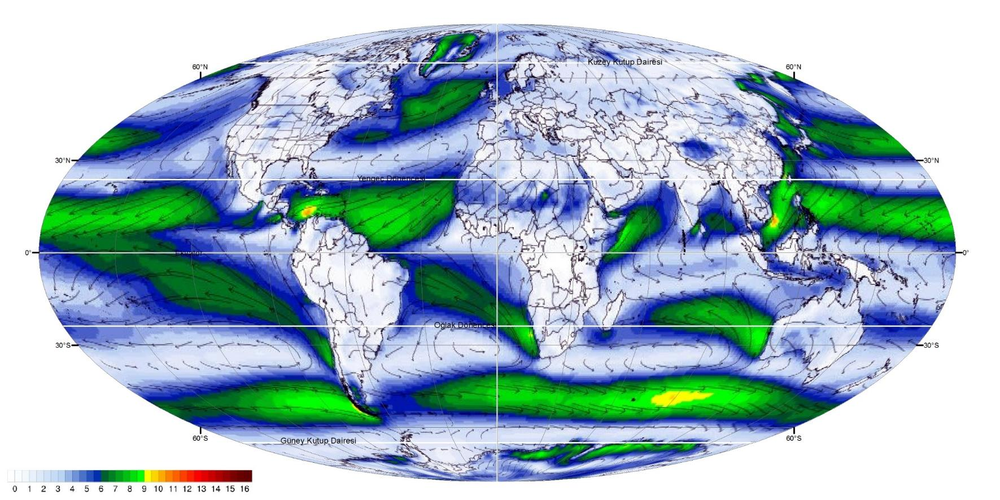 Kuzey Kutup Dairesi
60°N 60°N
30°N 30°N
Yengeç Dönencesi
0° Ekvator 0°
Oğlak Dönencesi
30°S 30°S
60°S 60°S
Güney Kutup Dairesi
0 1 2 3 4 5 6 7 8 9 10 11 12 13 14 15 16